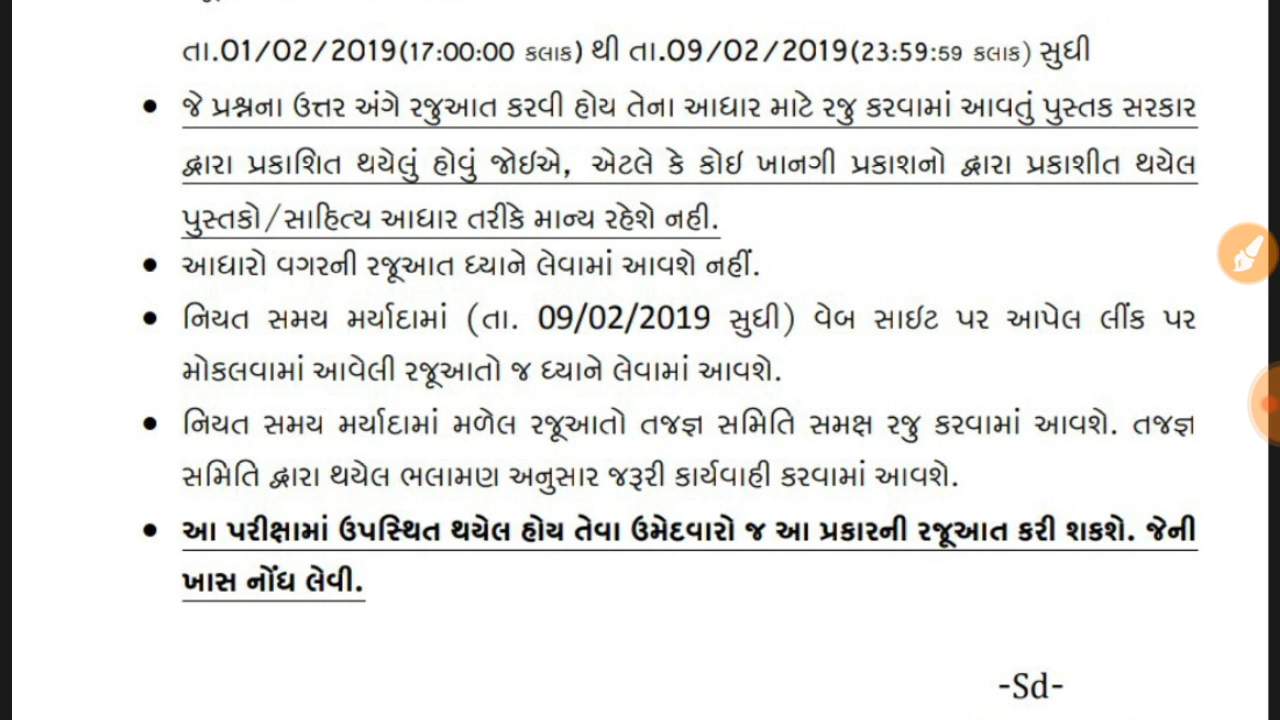 તા.01/02/2019(17:00:00 કલાક) થી તા.09/02/2019(23:59:59 કલાક) સુધી
• જે પ્રશ્નના ઉત્તર અંગે રજુઆત કરવી હોય તેના આધાર માટે રજુ કરવામાં આવતું પુસ્તક સરકાર
દ્વારા પ્રકાશિત થયેલું હોવું જોઇએ, એટલે કે કોઇ ખાનગી પ્રકાશનો દ્વારા પ્રકાશીત થયેલ
પુસ્તકો/સાહિત્ય આધાર તરીકે માન્ય રહેશે નહી.
• આધારો વગરની રજૂઆત ધ્યાને લેવામાં આવશે નહીં.
• નિયત સમય મર્યાદામાં (તા. 09/02/2019 સુધી) વેબ સાઇટ પર આપેલ લીંક પર
મોકલવામાં આવેલી રજૂઆતો જ ધ્યાને લેવામાં આવશે.
• નિયત સમય મર્યાદામાં મળેલ રજૂઆતો તજજ્ઞ સમિતિ સમક્ષ રજુ કરવામાં આવશે. તજજ્ઞ
સમિતિ દ્વારા થયેલ ભલામણ અનુસાર જરૂરી કાર્યવાહી કરવામાં આવશે.
• આ પરીક્ષામાં ઉપસ્થિત થયેલ હોય તેવા ઉમેદવારો જ આ પ્રકારની રજૂઆત કરી શકશે. જેની
ખાસ નોંધ લેવી.
-Sd-